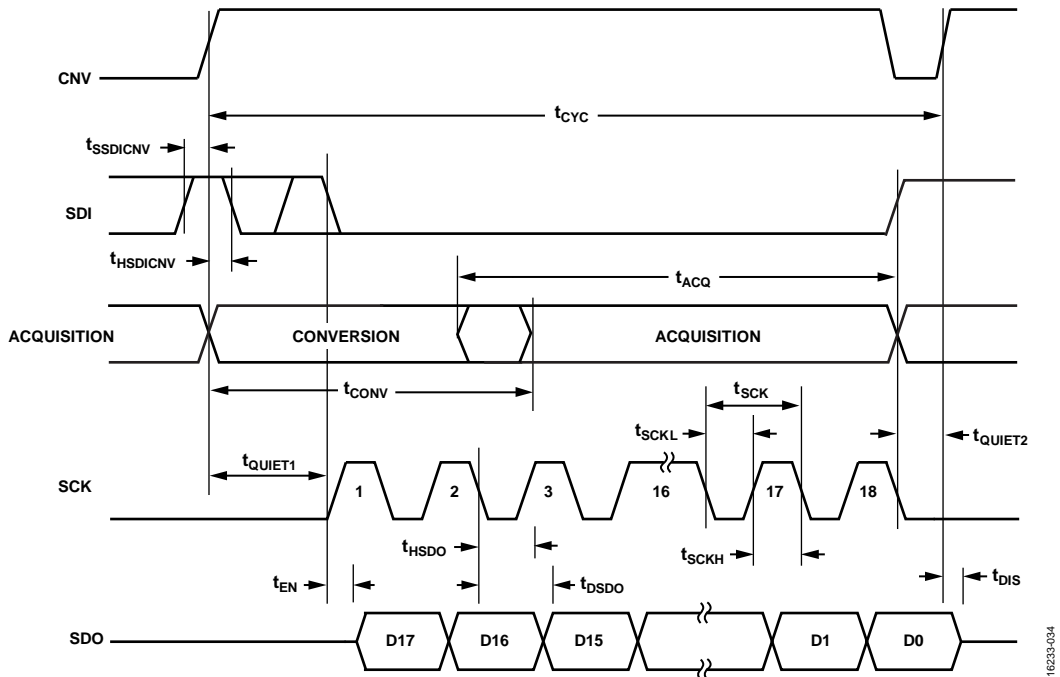 CNV
tCYC
tSSDICNV
SDI
tHSDICNV
tACQ
ACQUISITION
CONVERSION
ACQUISITION
tCONV
tSCK
tSCKL
tQUIET2
tQUIET1
SCK
1
2
3
16
17
18
tHSDO
tSCKH
tEN
tDSDO
tDIS
SDO
D17
D16
D15
D1
D0
16233-034